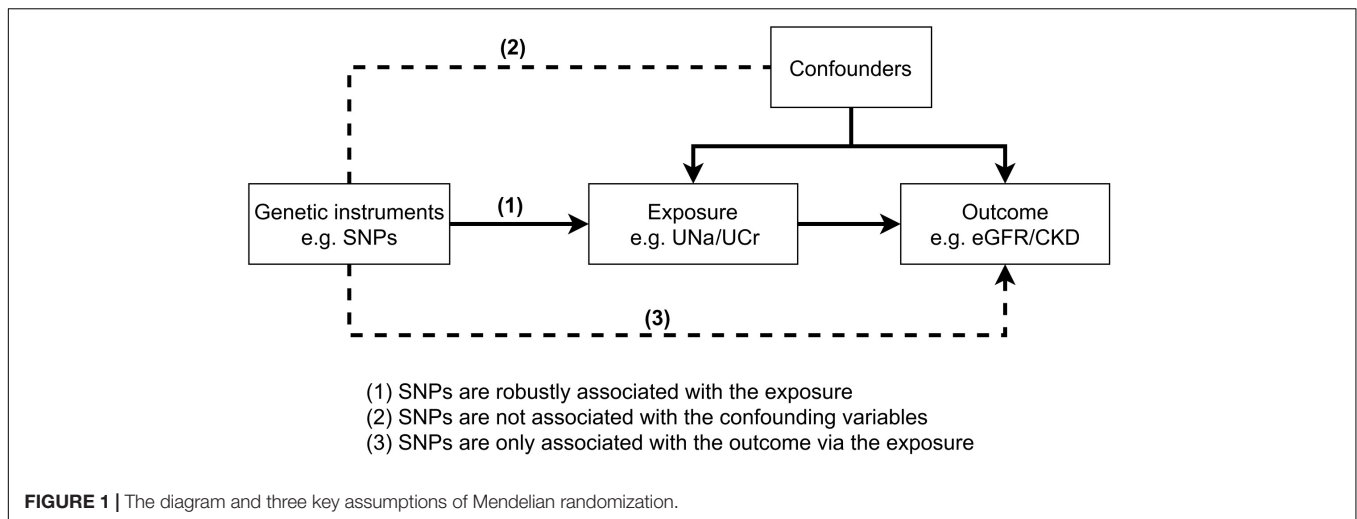 (2)
Confounders
Genetic instruments
e.g. SNPs
(1)
Exposure
e.g. UNa/UCr
Outcome
e.g. eGFR/CKD
(3)
(1) SNPs are robustly associated with the exposure
(2) SNPs are not associated with the confounding variables
(3) SNPs are only associated with the outcome via the exposure
FIGURE 1 | The diagram and three key assumptions of Mendelian randomization.